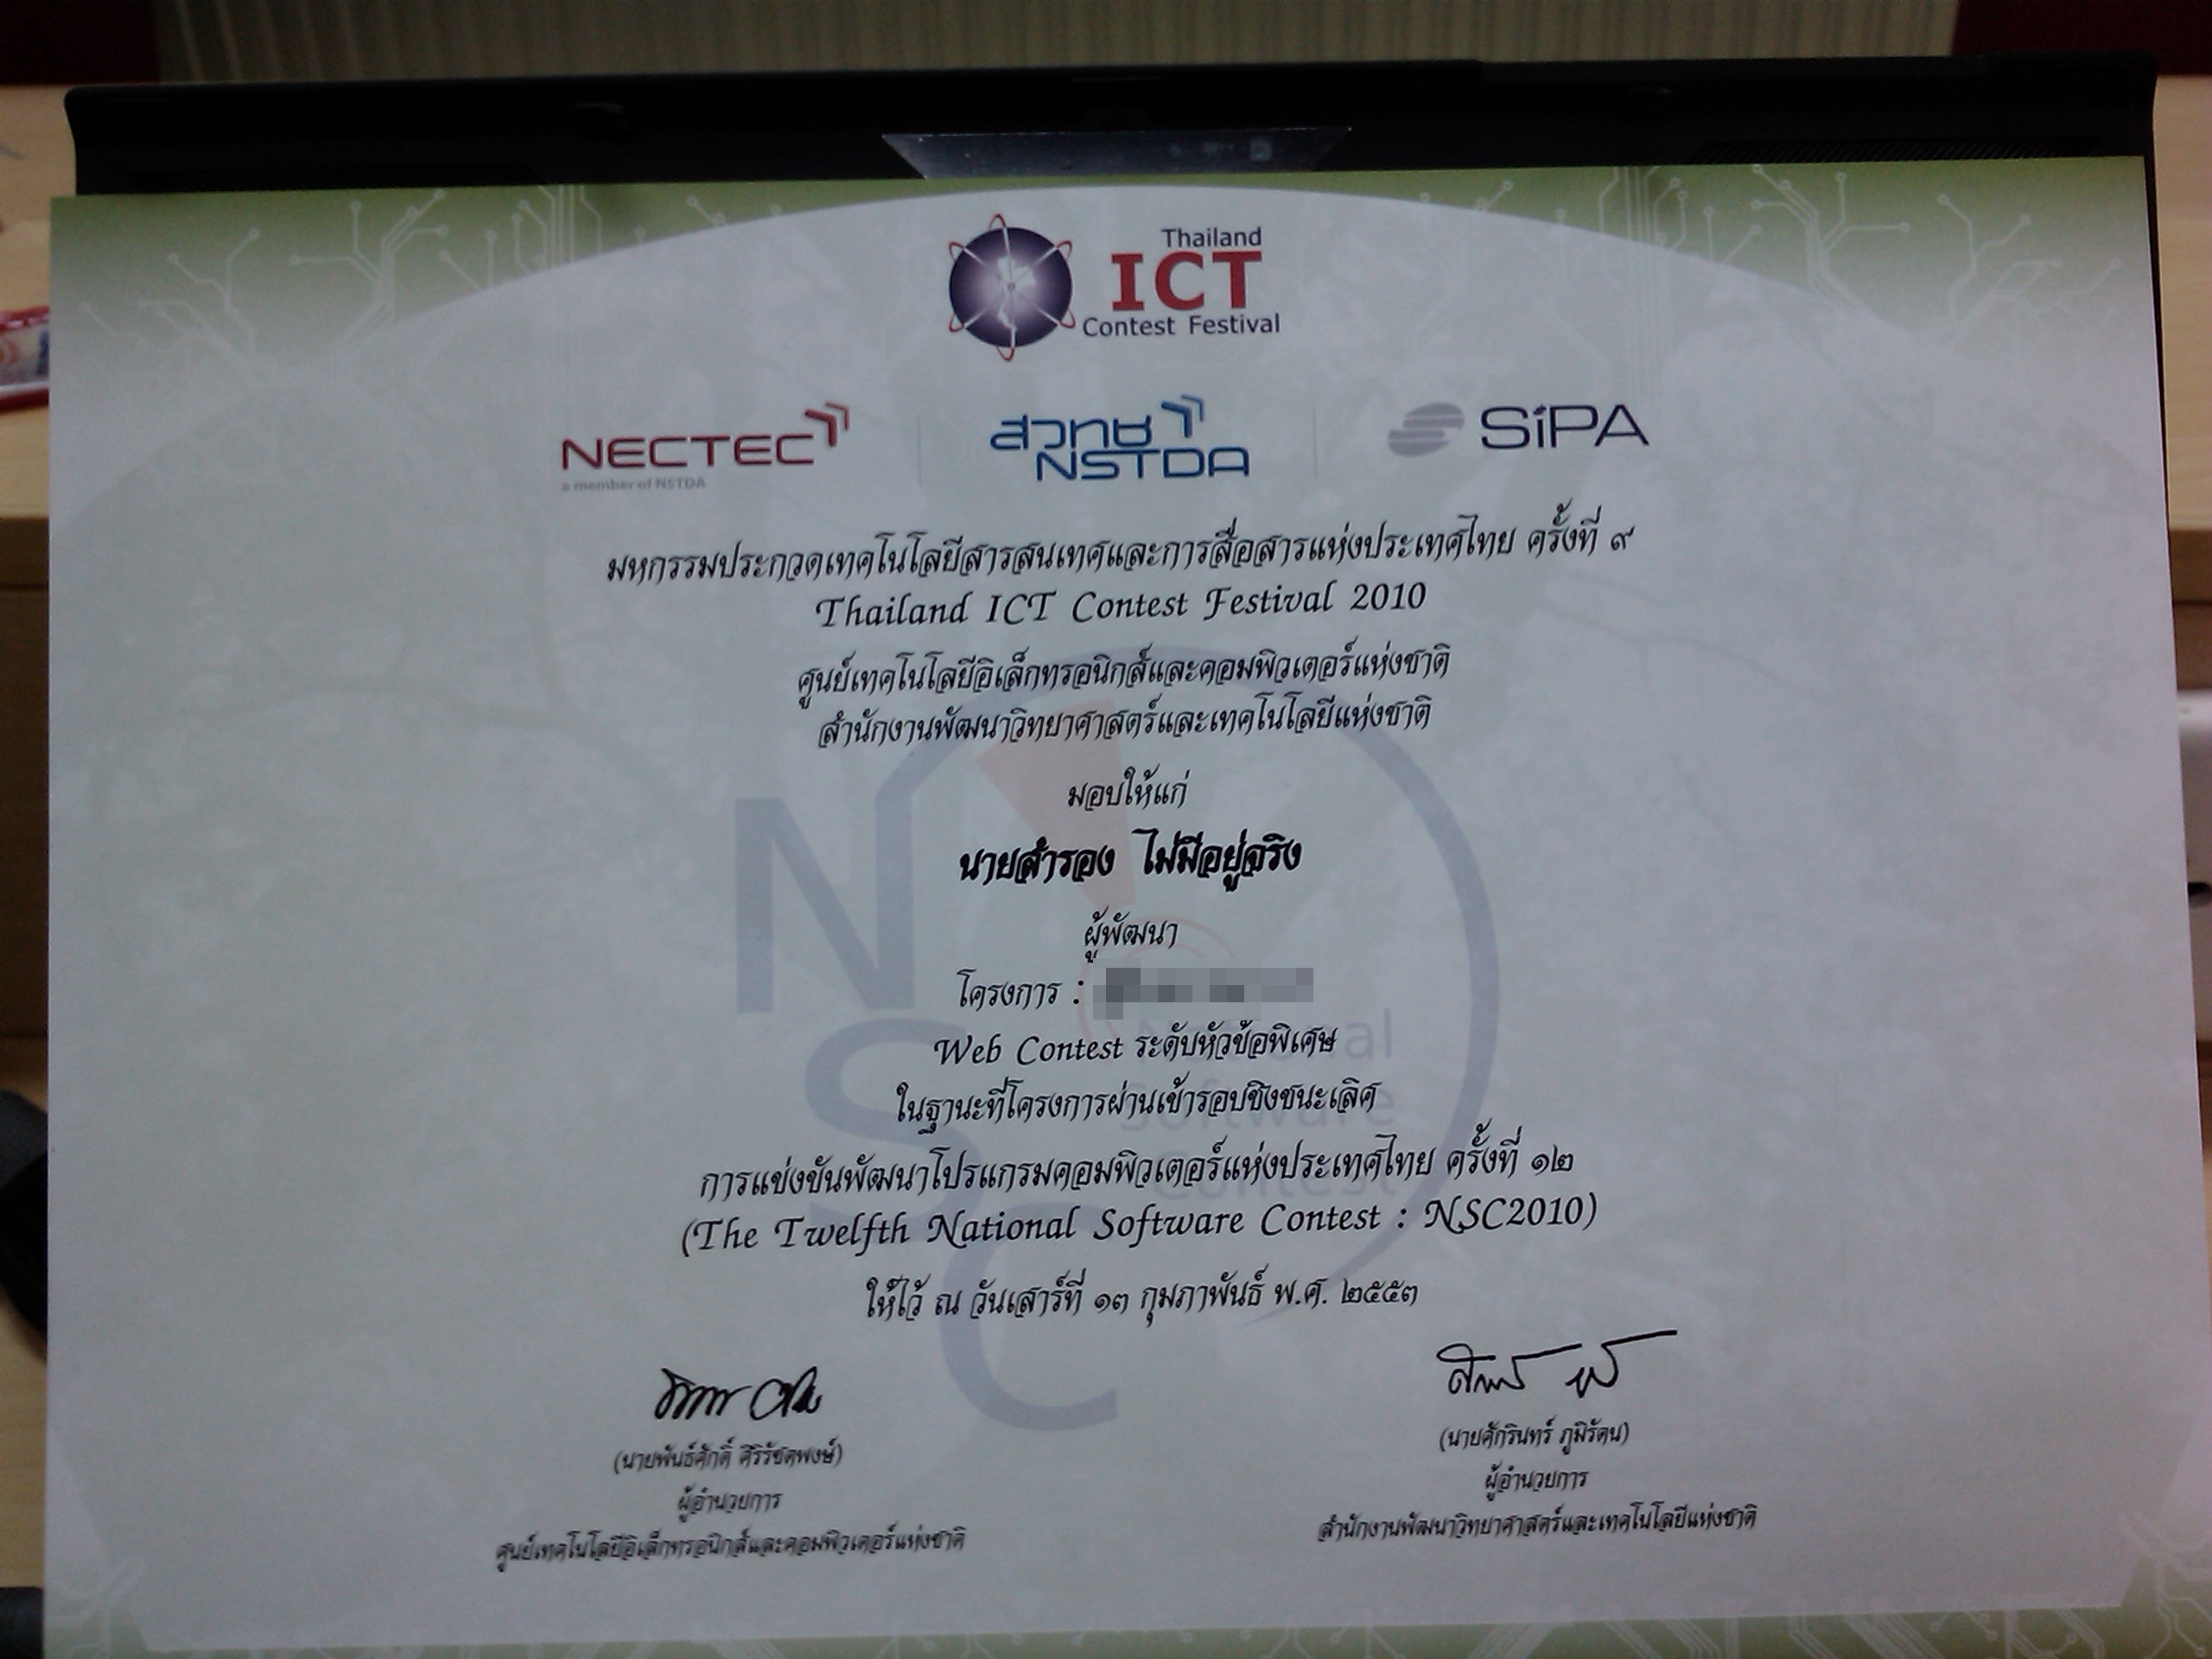 Thailand
ICT
Contest Festival
NECTEC
a member of NSTDA
สวทช
NSTDA
SiPA
มหกรรมประกวดเทคโนโลยีสารสนเทศและการสื่อสารแห่งประเทศไทย ครั้งที่ ๙
Thailand ICT Contest Festival 2010
ศูนย์เทคโนโลยีอิเล็กทรอนิกส์และคอมพิวเตอร์แห่งชาติ
สำนักงานพัฒนาวิทยาศาสตร์และเทคโนโลยีแห่งชาติ
มอบให้แก่
นายสำรอง ไม่มีอยู่จริง
ผู้พัฒนา
โครงการ :
Web Contest ระดับหัวข้อพิเศษ
ในฐานะที่โครงการผ่านเข้ารอบชิงชนะเลิศ
การแข่งขันพัฒนาโปรแกรมคอมพิวเตอร์แห่งประเทศไทย ครั้งที่ ๑๒
(The Twelfth National Software Contest : NSC2010)
ให้ไว้ ณ วันเสาร์ที่ ๑๓ กุมภาพันธ์ พ.ศ. ๒๕๕๓
(นายพันธ์ศักดิ์ ศิริรัชตพงษ์)
ผู้อำนวยการ
ศูนย์เทคโนโลยีอิเล็กทรอนิกส์และคอมพิวเตอร์แห่งชาติ
(นายศักรินทร์ ภูมิรัตน)
ผู้อำนวยการ
สำนักงานพัฒนาวิทยาศาสตร์และเทคโนโลยีแห่งชาติ
NSC